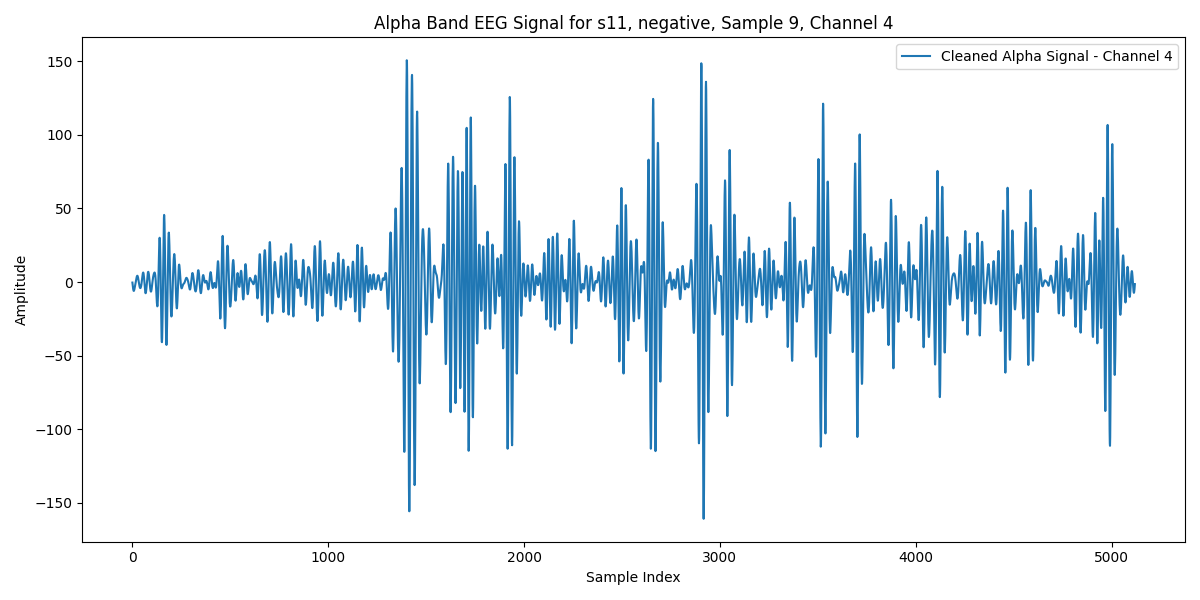 Alpha Band EEG Signal for s11, negative, Sample 9, Channel 4
Cleaned Alpha Signal - Channel 4
150
100
50
0
−50
−100
−150
Amplitude
0 1000 2000 3000 4000 5000
Sample Index